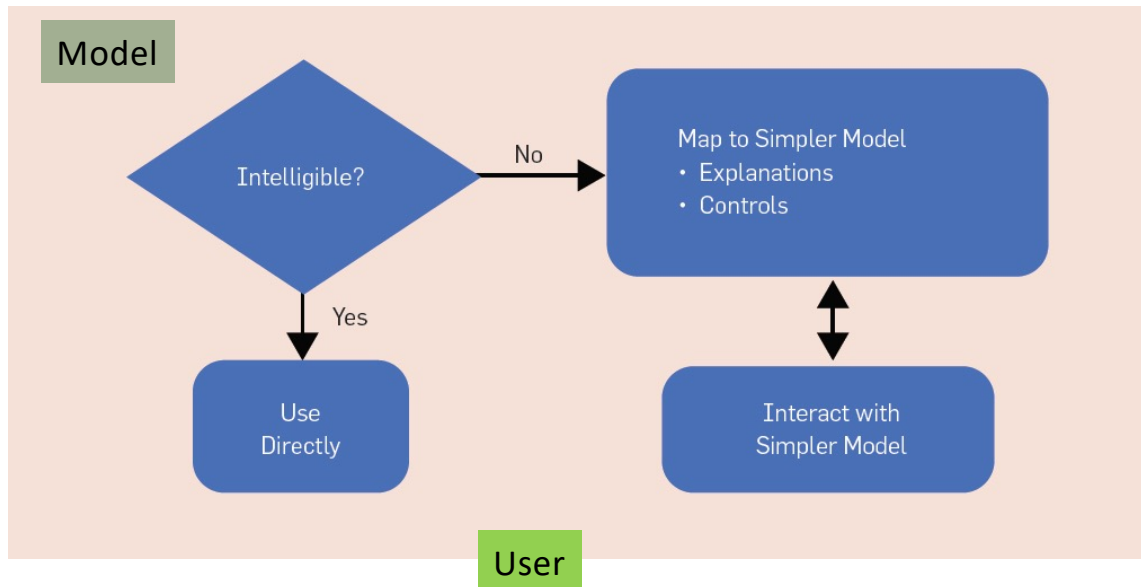 Model
Intelligible?
No
Map to Simpler Model
• Explanations
• Controls
Yes
Use
Directly
Interact with
Simpler Model
User